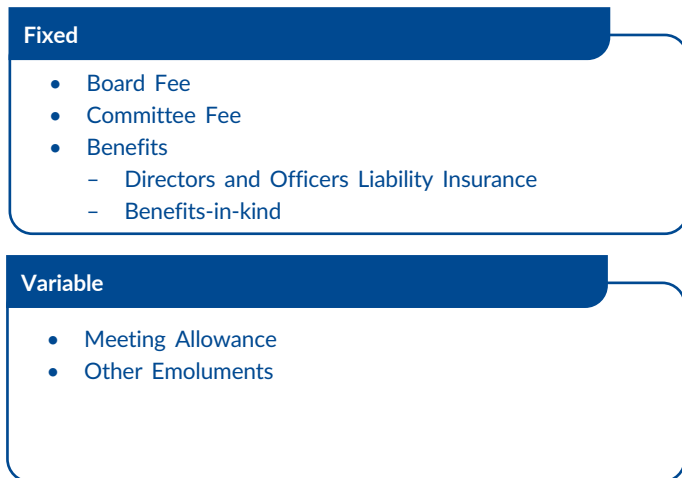 Fixed
• Board Fee
• Committee Fee
• Benefits
– Directors and Officers Liability Insurance
– Benefits-in-kind
Variable
• Meeting Allowance
• Other Emoluments